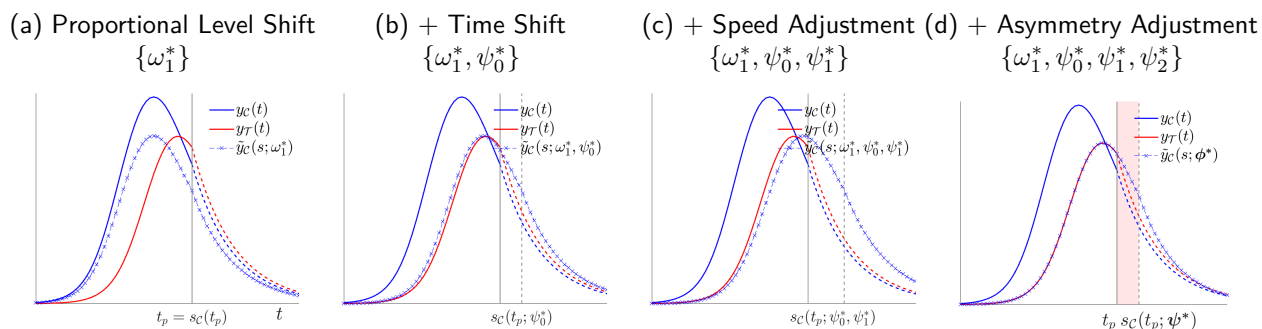 (a) Proportional Level Shift
{ω₁*}
y_𝒞(t)
y_𝒯(t)
ỹ_𝒞(s; ω₁*)
t_p = s_𝒞(t_p)
t
(b) + Time Shift
{ω₁*, ψ₀*}
y_𝒞(t)
y_𝒯(t)
ỹ_𝒞(s; ω₁*, ψ₀*)
s_𝒞(t_p; ψ₀*)
(c) + Speed Adjustment
{ω₁*, ψ₀*, ψ₁*}
y_𝒞(t)
y_𝒯(t)
ỹ_𝒞(s; ω₁*, ψ₀*, ψ₁*)
s_𝒞(t_p; ψ₀*, ψ₁*)
(d) + Asymmetry Adjustment
{ω₁*, ψ₀*, ψ₁*, ψ₂*}
y_𝒞(t)
y_𝒯(t)
ỹ_𝒞(s; ϕ*)
t_p s_𝒞(t_p; ψ*)